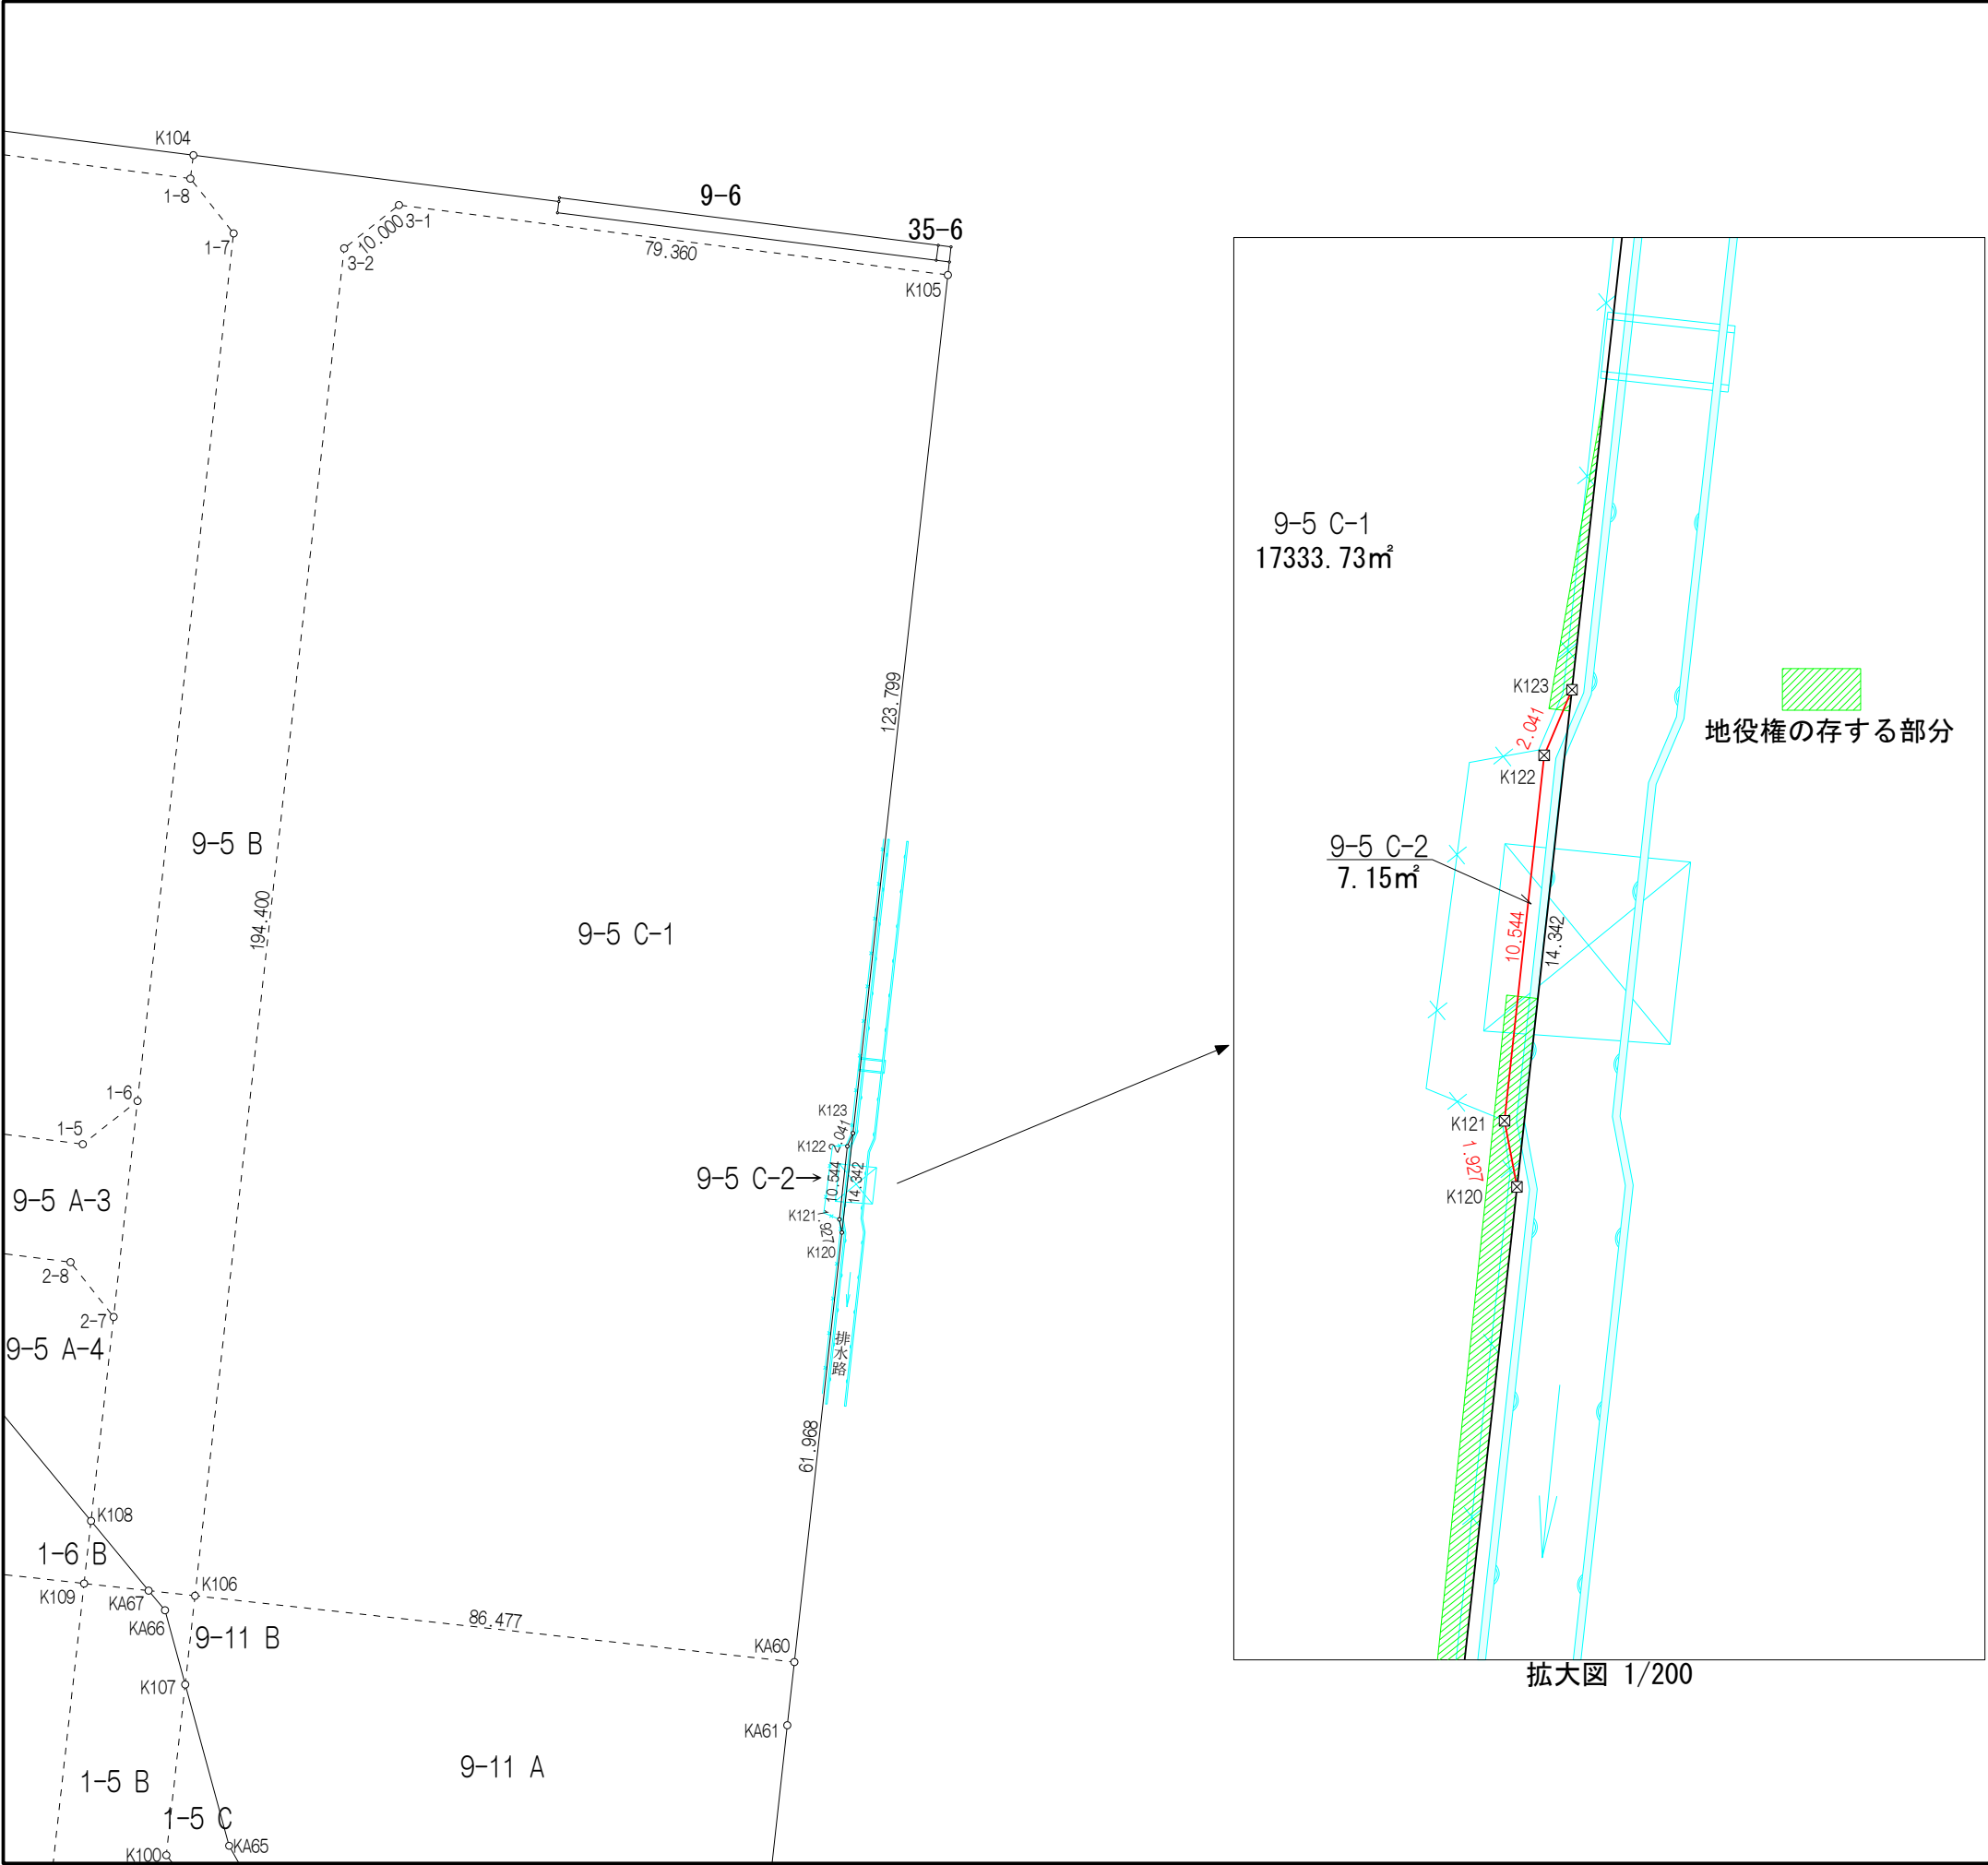 K104
1-8
1-7
9-6
35-6
3-1
10.000
3-2
79.360
K105
123.799
9-5 B
194.400
9-5 C-1
1-6
1-5
K123
2.041
K122
9-5 C-2
10.544
14.342
K121
.927
K120
9-5 A-3
2-8
2-7
9-5 A-4
排水路
61.968
K108
1-6 B
K109
KA67
K106
KA66
86.477
9-11 B
KA60
K107
KA61
9-11 A
1-5 B
1-5 C
K100
KA65
9-5 C-1
17333.73㎡
K123
2.041
K122
地役権の存する部分
9-5 C-2
7.15㎡
10.544
14.342
K121
1.927
K120
拡大図 1/200